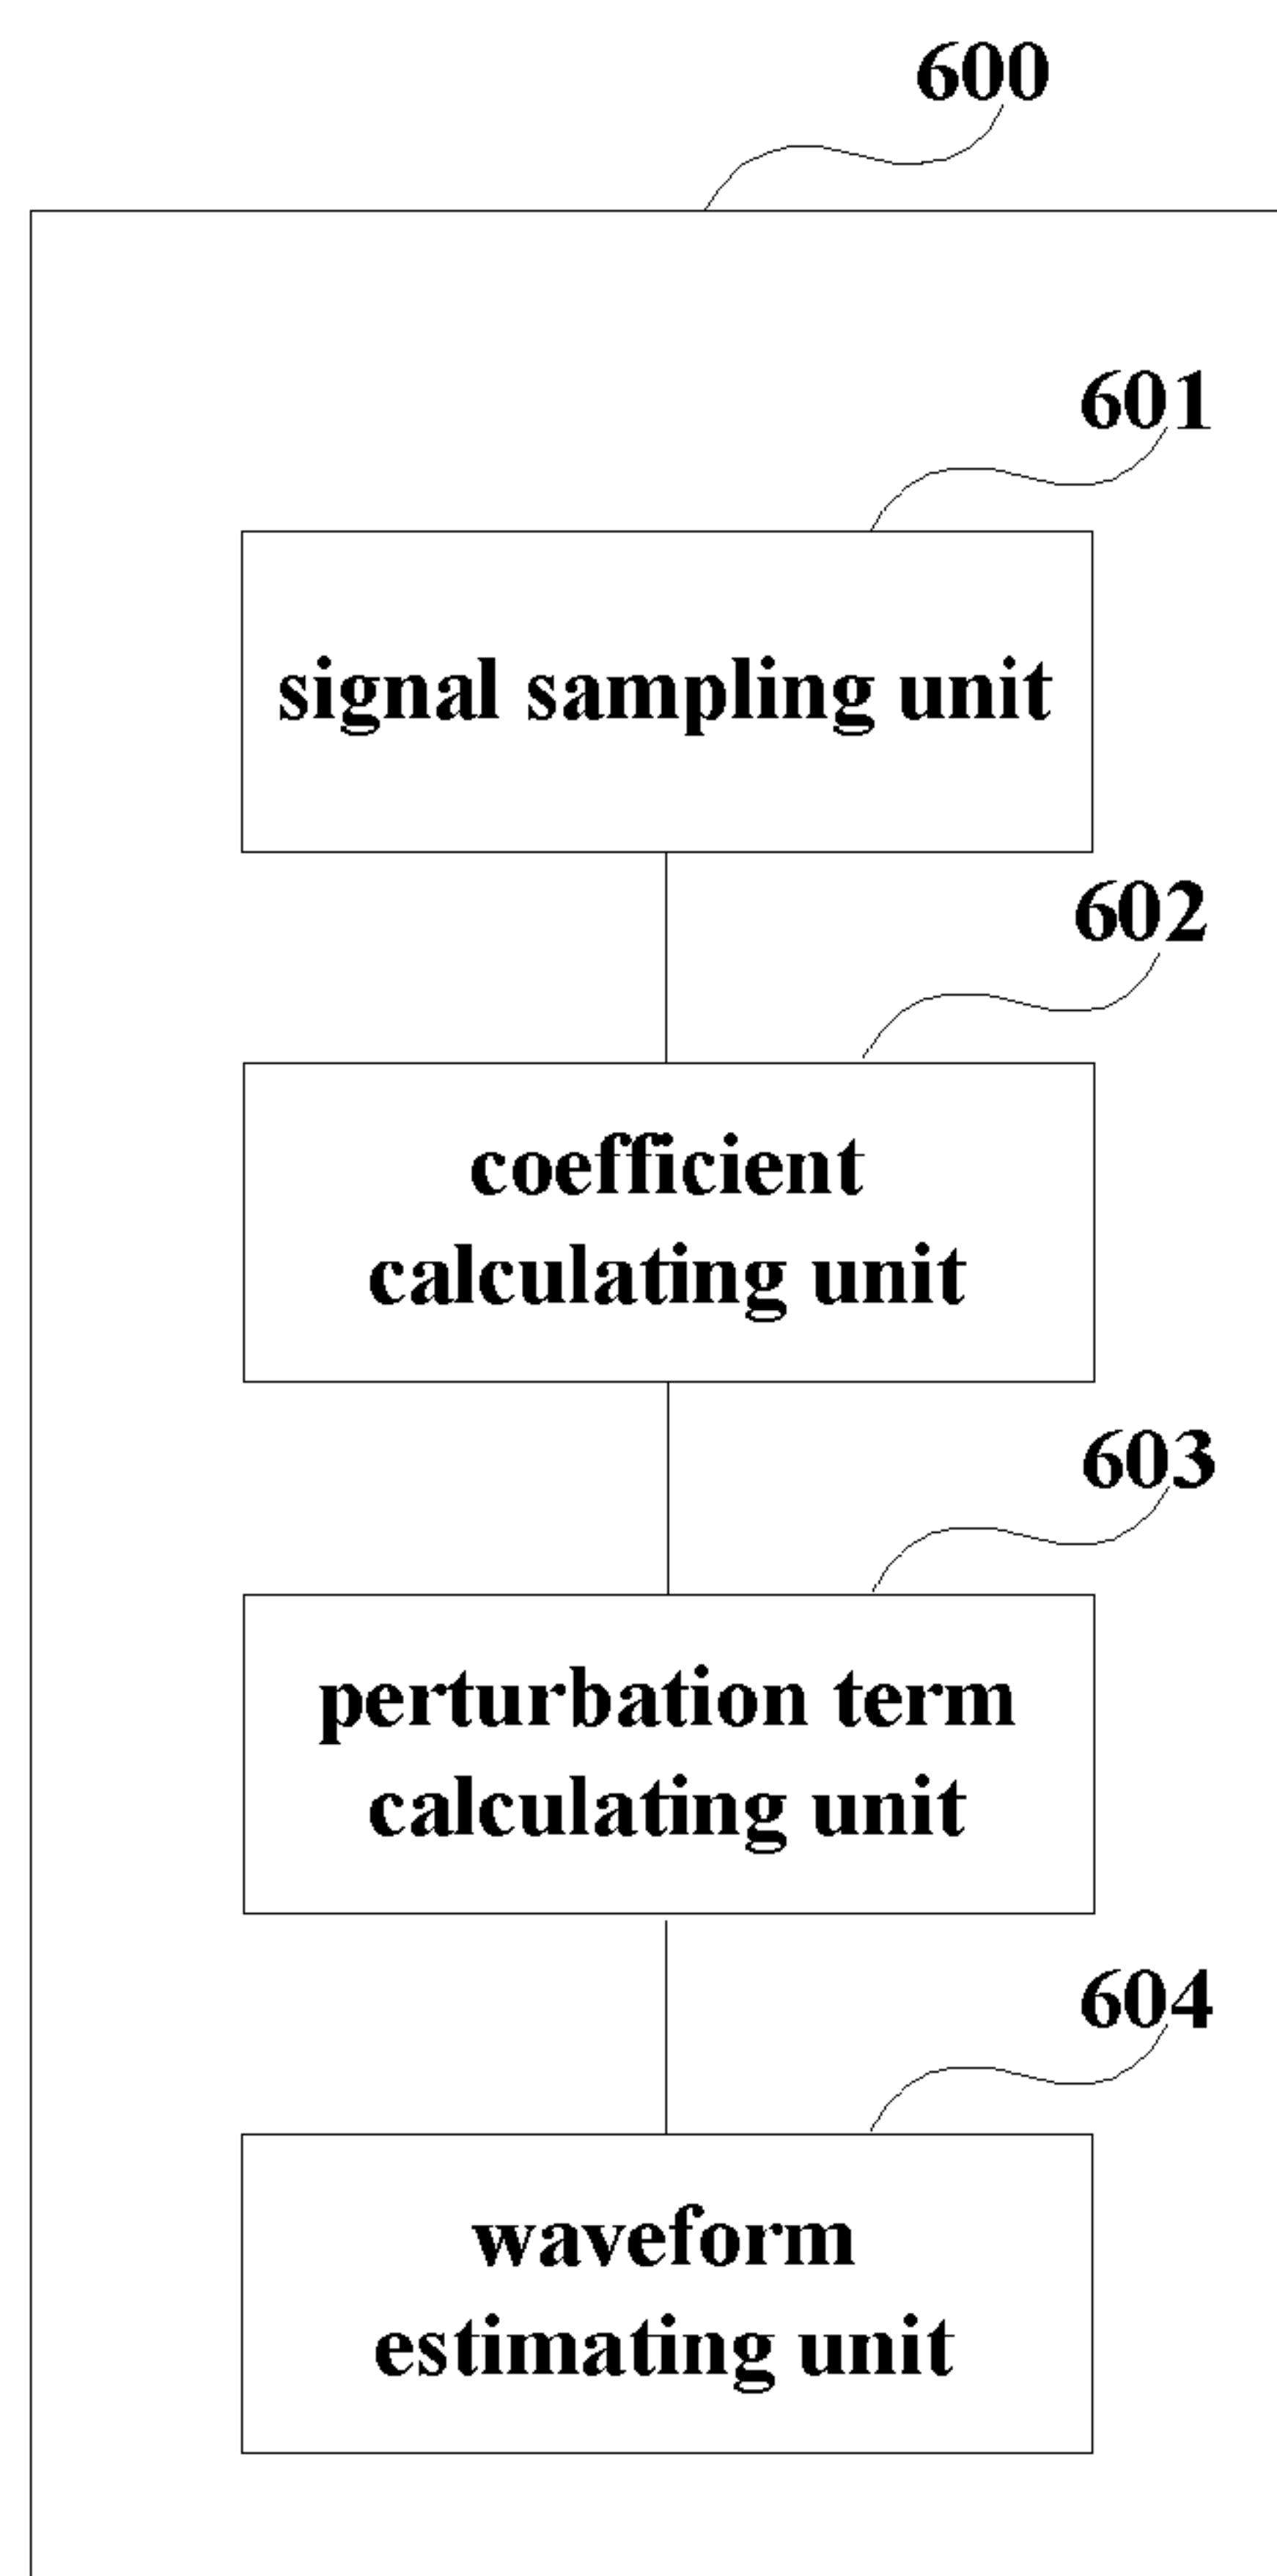 600
601
signal sampling unit
602
coefficient
calculating unit
603
perturbation term
calculating unit
604
waveform
estimating unit